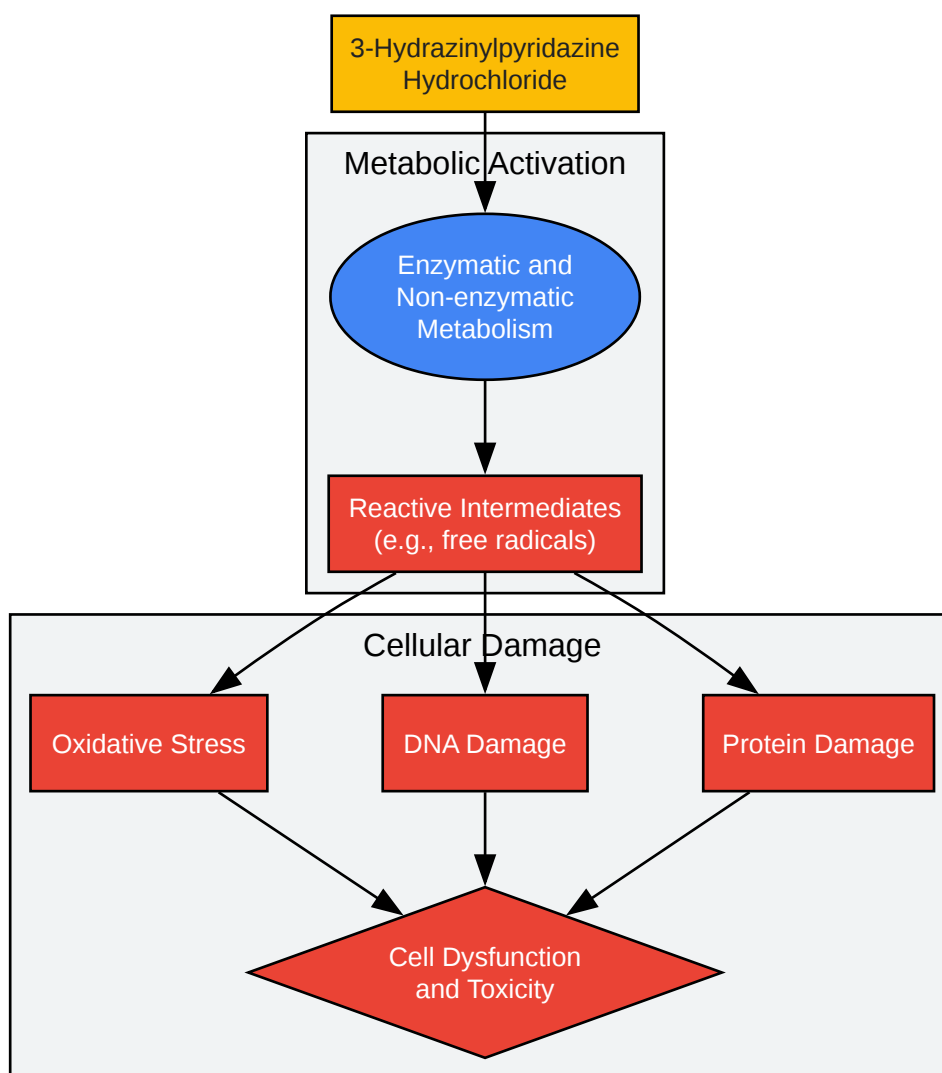 3-Hydrazinylpyridazine
Hydrochloride
Metabolic Activation
Enzymatic and
Non-enzymatic
Metabolism
Reactive Intermediates
(e.g., free radicals)
Cellular Damage
Oxidative Stress
DNA Damage
Protein Damage
Cell Dysfunction
and Toxicity